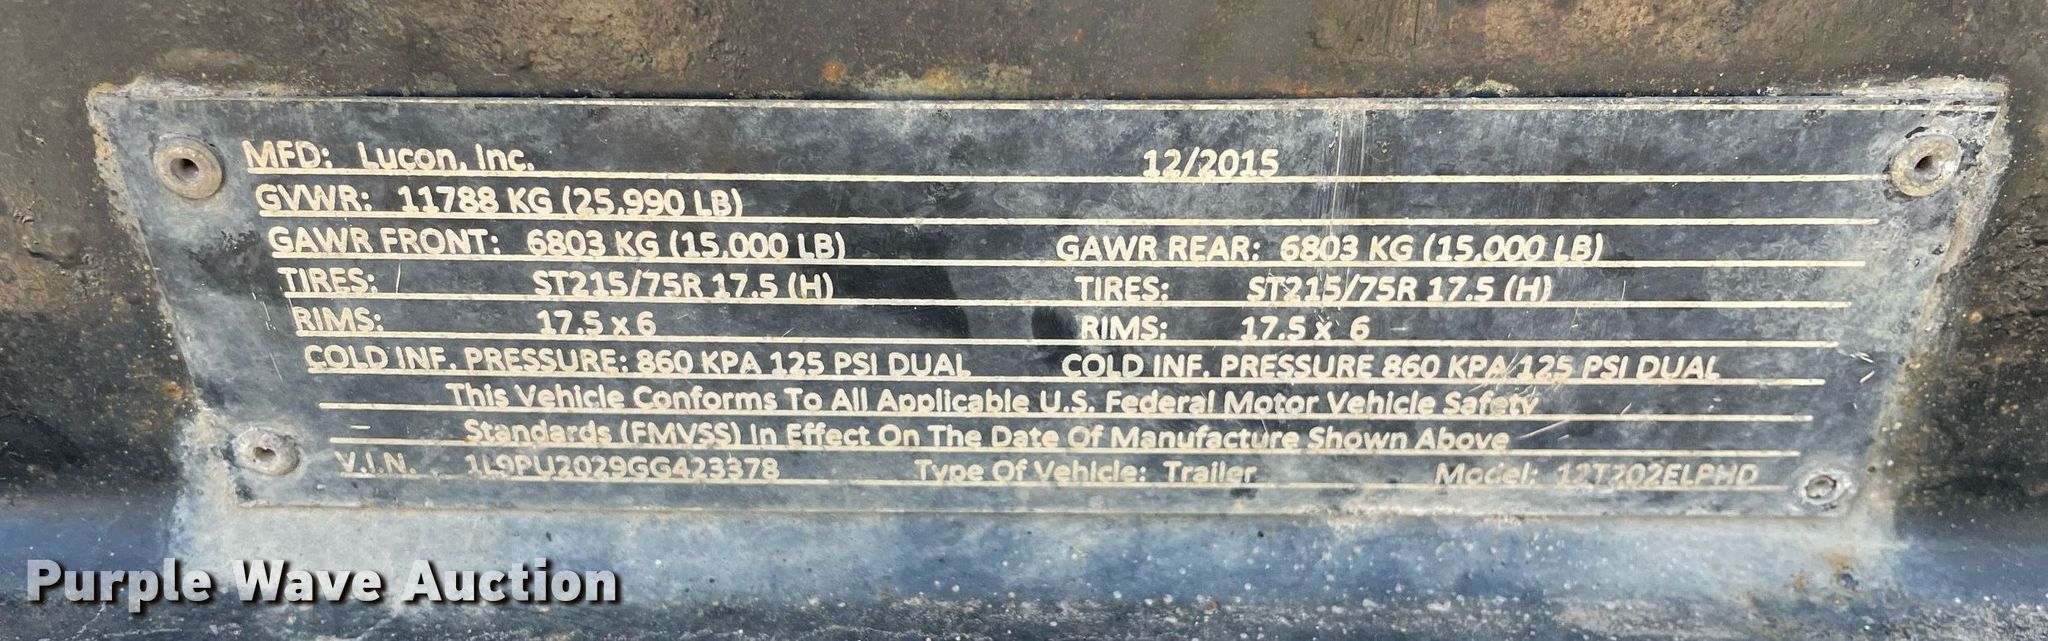 MFD: Lucon, Inc. 12/2015
GVWR: 11788 KG (25,990 LB)
GAWR FRONT: 6803 KG (15,000 LB) GAWR REAR: 6803 KG (15,000 LB)
TIRES: ST215/75R 17.5 (H) TIRES: ST215/75R 17.5 (H)
RIMS: 17.5 x 6 RIMS: 17.5 x 6
COLD INF. PRESSURE: 860 KPA 125 PSI DUAL COLD INF. PRESSURE 860 KPA 125 PSI DUAL
This Vehicle Conforms To All Applicable U.S. Federal Motor Vehicle Safety
Standards (FMVSS) In Effect On The Date Of Manufacture Shown Above
V.I.N. 1L9PU2029GG423378 Type Of Vehicle: Trailer Model: 12T202ELPHD
Purple Wave Auction